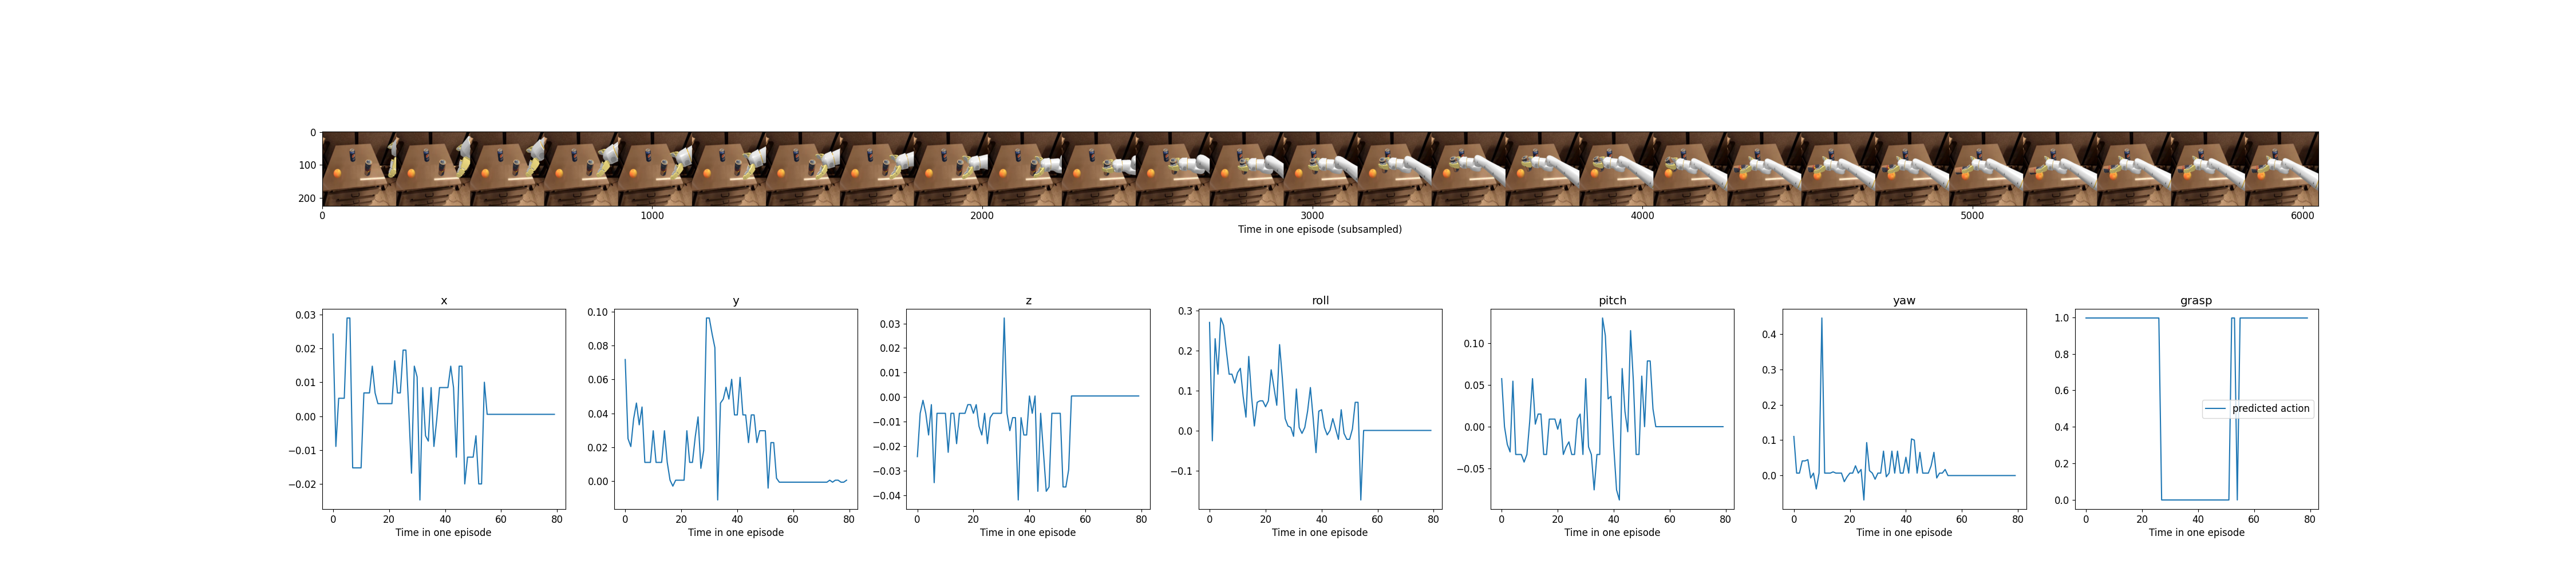 0
100
200
0 1000 2000 3000 4000 5000 6000
Time in one episode (subsampled)
x
0.03
0.02
0.01
0.00
−0.01
−0.02
0 20 40 60 80
Time in one episode
y
0.10
0.08
0.06
0.04
0.02
0.00
0 20 40 60 80
Time in one episode
z
0.03
0.02
0.01
0.00
−0.01
−0.02
−0.03
−0.04
0 20 40 60 80
Time in one episode
roll
0.3
0.2
0.1
0.0
−0.1
0 20 40 60 80
Time in one episode
pitch
0.10
0.05
0.00
−0.05
0 20 40 60 80
Time in one episode
yaw
0.4
0.3
0.2
0.1
0.0
0 20 40 60 80
Time in one episode
grasp
1.0
0.8
0.6
0.4
0.2
0.0
predicted action
0 20 40 60 80
Time in one episode